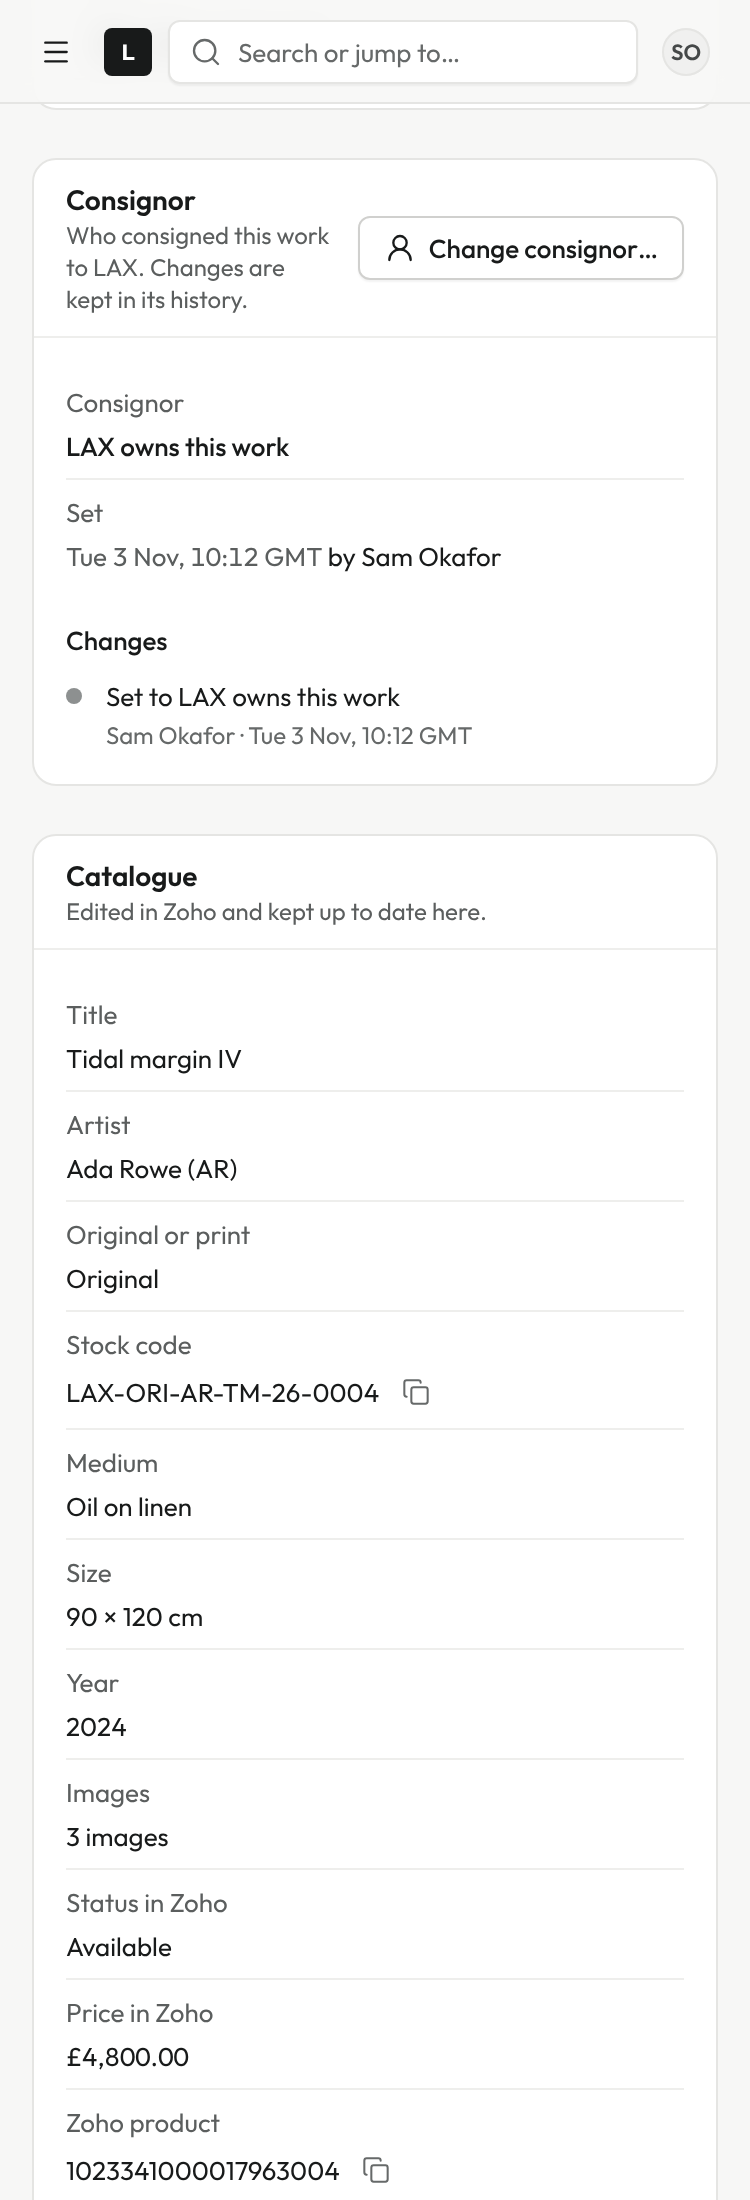 L
Search or jump to...
SO
Consignor
Who consigned this work
to LAX. Changes are
kept in its history.
Change consignor...
Consignor
LAX owns this work
Set
Tue 3 Nov, 10:12 GMT by Sam Okafor
Changes
Set to LAX owns this work
Sam Okafor · Tue 3 Nov, 10:12 GMT
Catalogue
Edited in Zoho and kept up to date here.
Title
Tidal margin IV
Artist
Ada Rowe (AR)
Original or print
Original
Stock code
LAX-ORI-AR-TM-26-0004
Medium
Oil on linen
Size
90 × 120 cm
Year
2024
Images
3 images
Status in Zoho
Available
Price in Zoho
£4,800.00
Zoho product
1023341000017963004